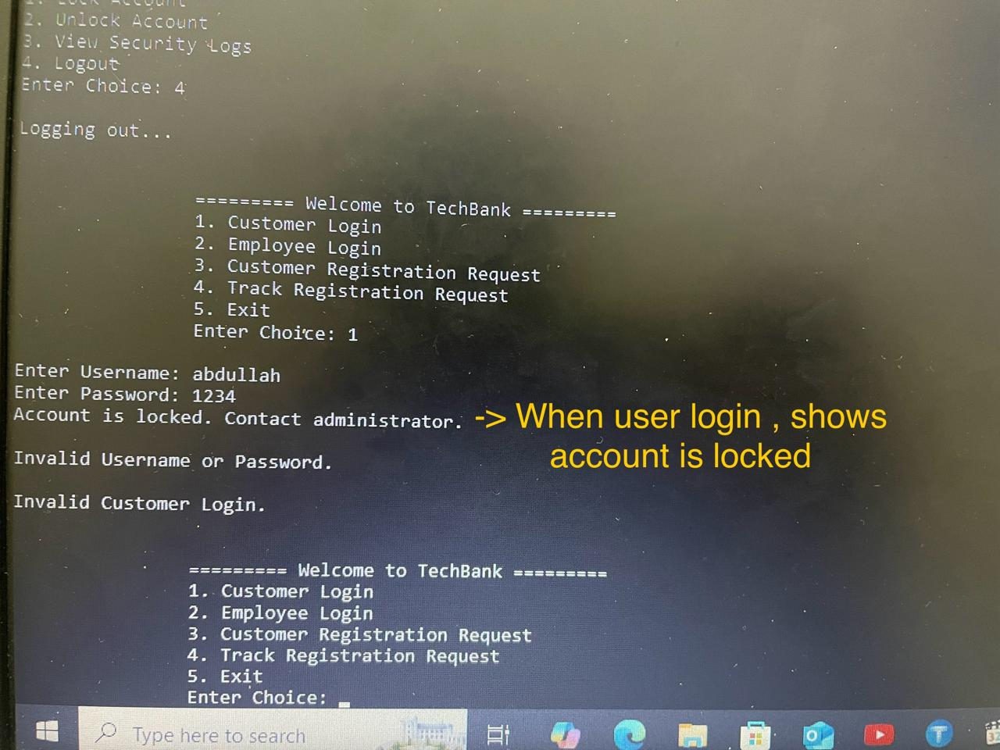 1. Lock Account
2. Unlock Account
3. View Security Logs
4. Logout
Enter Choice: 4
Logging out...
========= Welcome to TechBank =========
1. Customer Login
2. Employee Login
3. Customer Registration Request
4. Track Registration Request
5. Exit
Enter Choice: 1
Enter Username: abdullah
Enter Password: 1234
Account is locked. Contact administrator. -> When user login , shows
account is locked
Invalid Username or Password.
Invalid Customer Login.
========= Welcome to TechBank =========
1. Customer Login
2. Employee Login
3. Customer Registration Request
4. Track Registration Request
5. Exit
Enter Choice: _
Type here to search